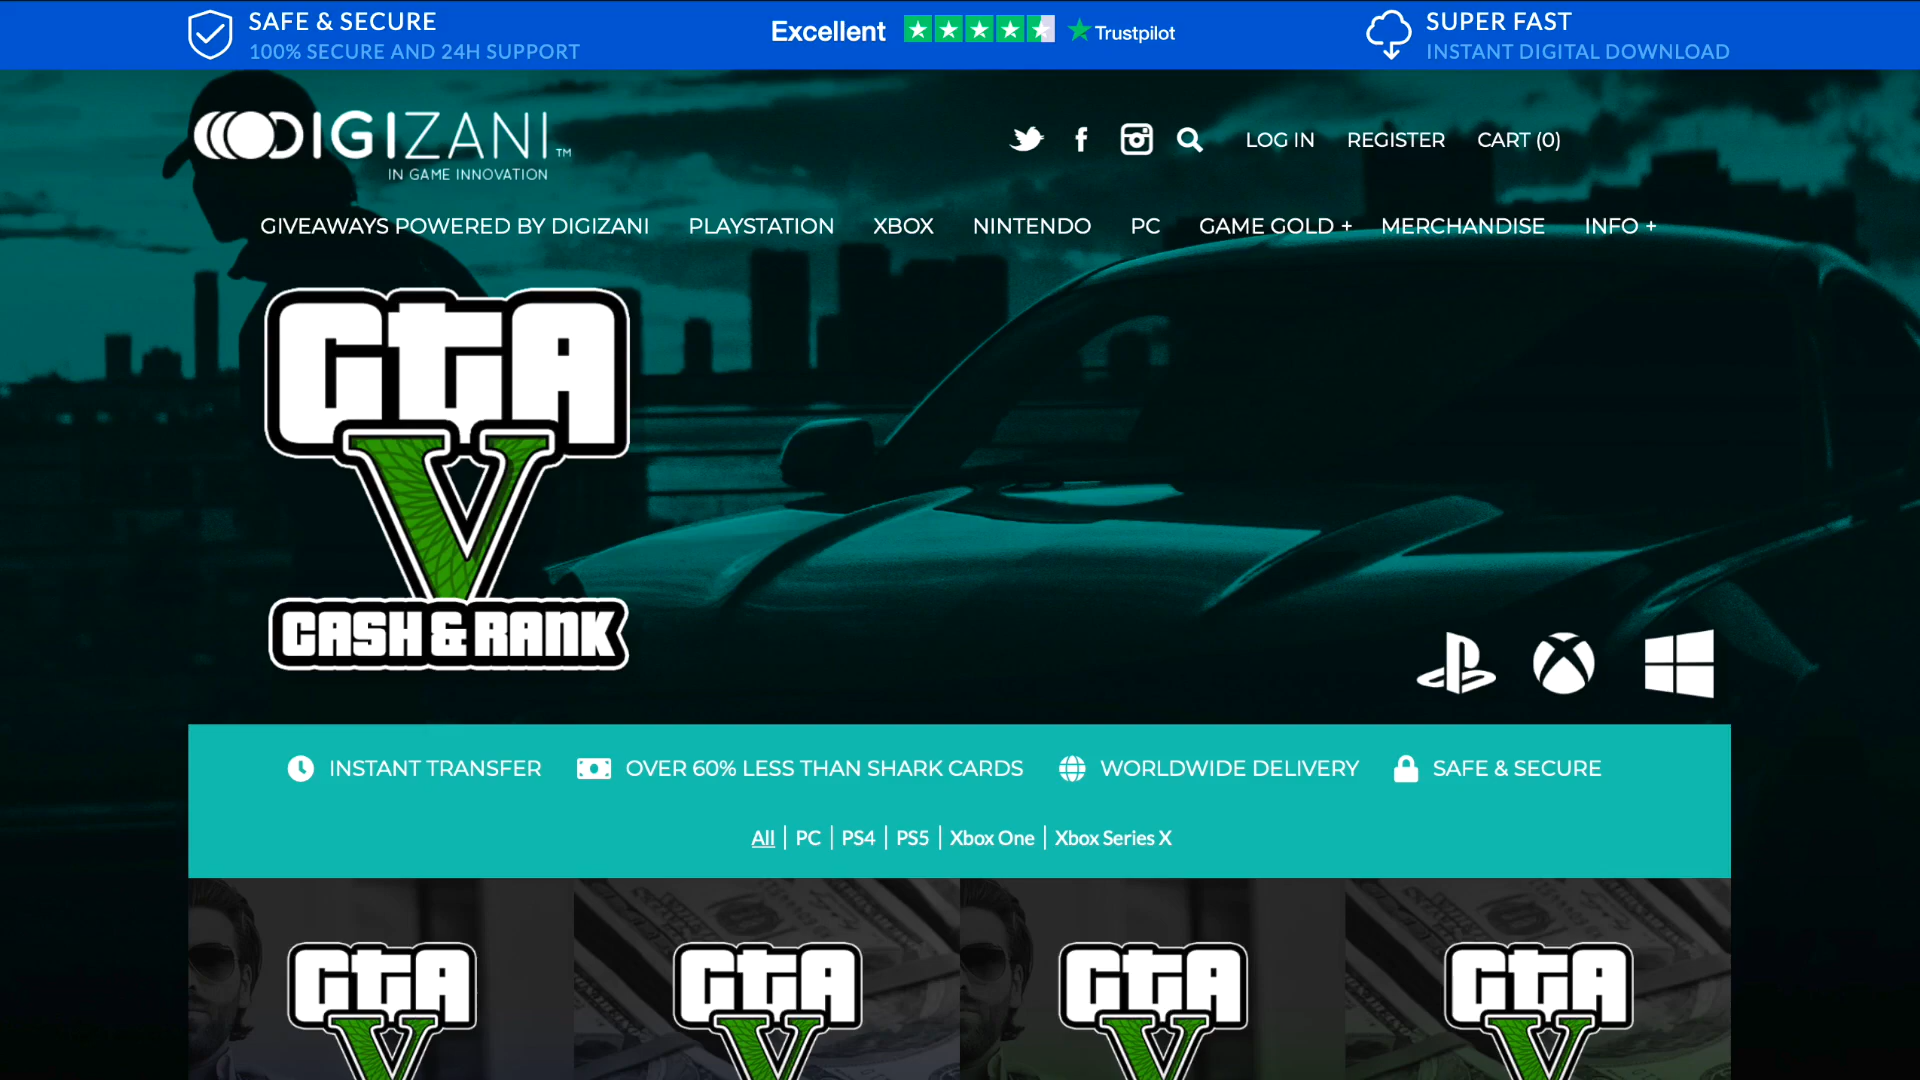 SAFE & SECURE
100% SECURE AND 24H SUPPORT
Excellent
Trustpilot
SUPER FAST
INSTANT DIGITAL DOWNLOAD
DIGIZANI™
IN GAME INNOVATION
LOG IN
REGISTER
CART (0)
GIVEAWAYS POWERED BY DIGIZANI
PLAYSTATION
XBOX
NINTENDO
PC
GAME GOLD +
MERCHANDISE
INFO +
GTA
V
CASH & RANK
INSTANT TRANSFER
OVER 60% LESS THAN SHARK CARDS
WORLDWIDE DELIVERY
SAFE & SECURE
All | PC | PS4 | PS5 | Xbox One | Xbox Series X
GTA
V
GTA
V
GTA
V
GTA
V